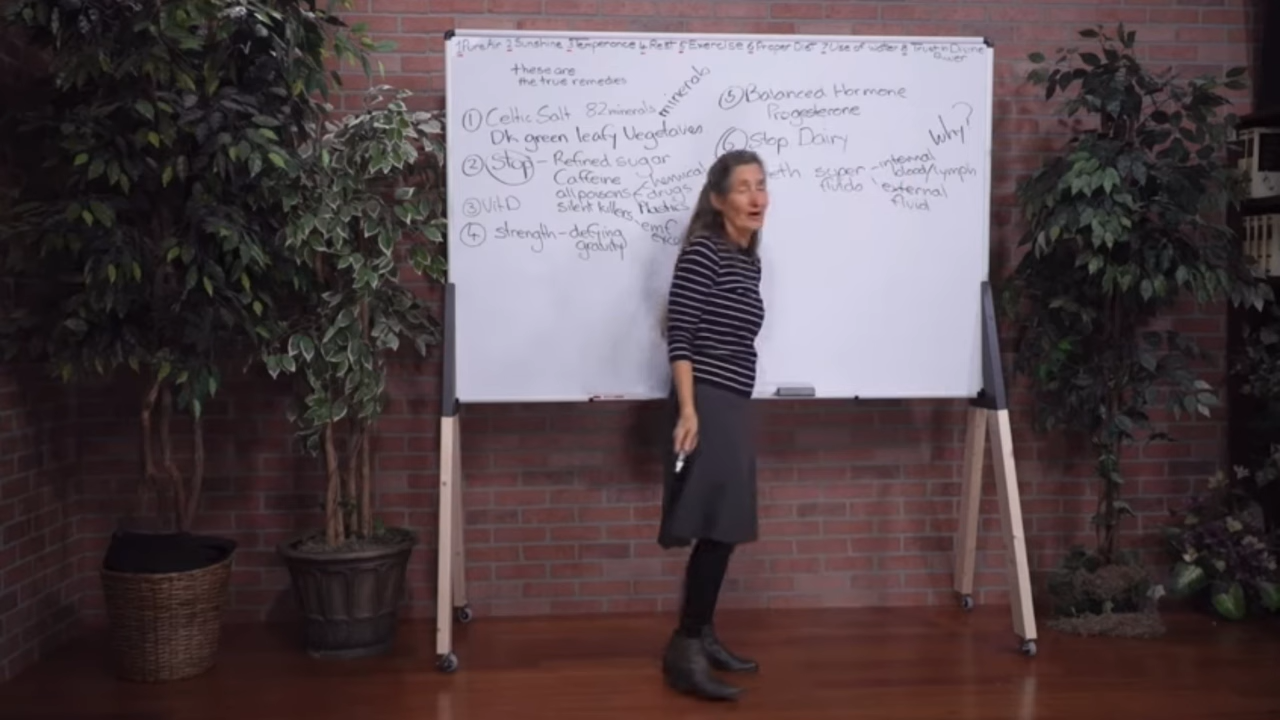 1 Pure Air 2 Sunshine 3 Temperance 4 Rest 5 Exercise 6 Proper Diet 7 Use of water 8 Trust in Divine
Power
these are
the true remedies
① Celtic Salt 82 minerals minerals
Dk green leafy Vegetables
② Stop - Refined sugar
Caffeine chemical
all poisons drugs
③ Vit D silent killers Plastics
emf
④ strength - defying
gravity
⑤ Balanced Hormone
Progesterone
⑥ Stop Dairy
Why?
super - internal
fluids blood/lymph
external
fluid